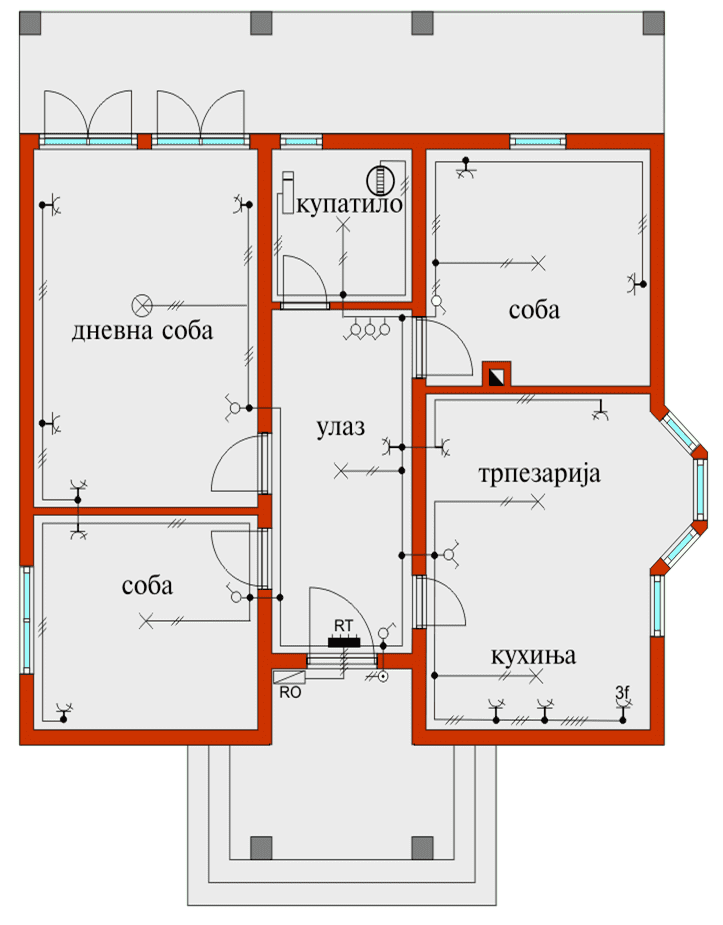 купатило
соба
дневна соба
улаз
трпезарија
соба
RT
кухиња
RO
3f